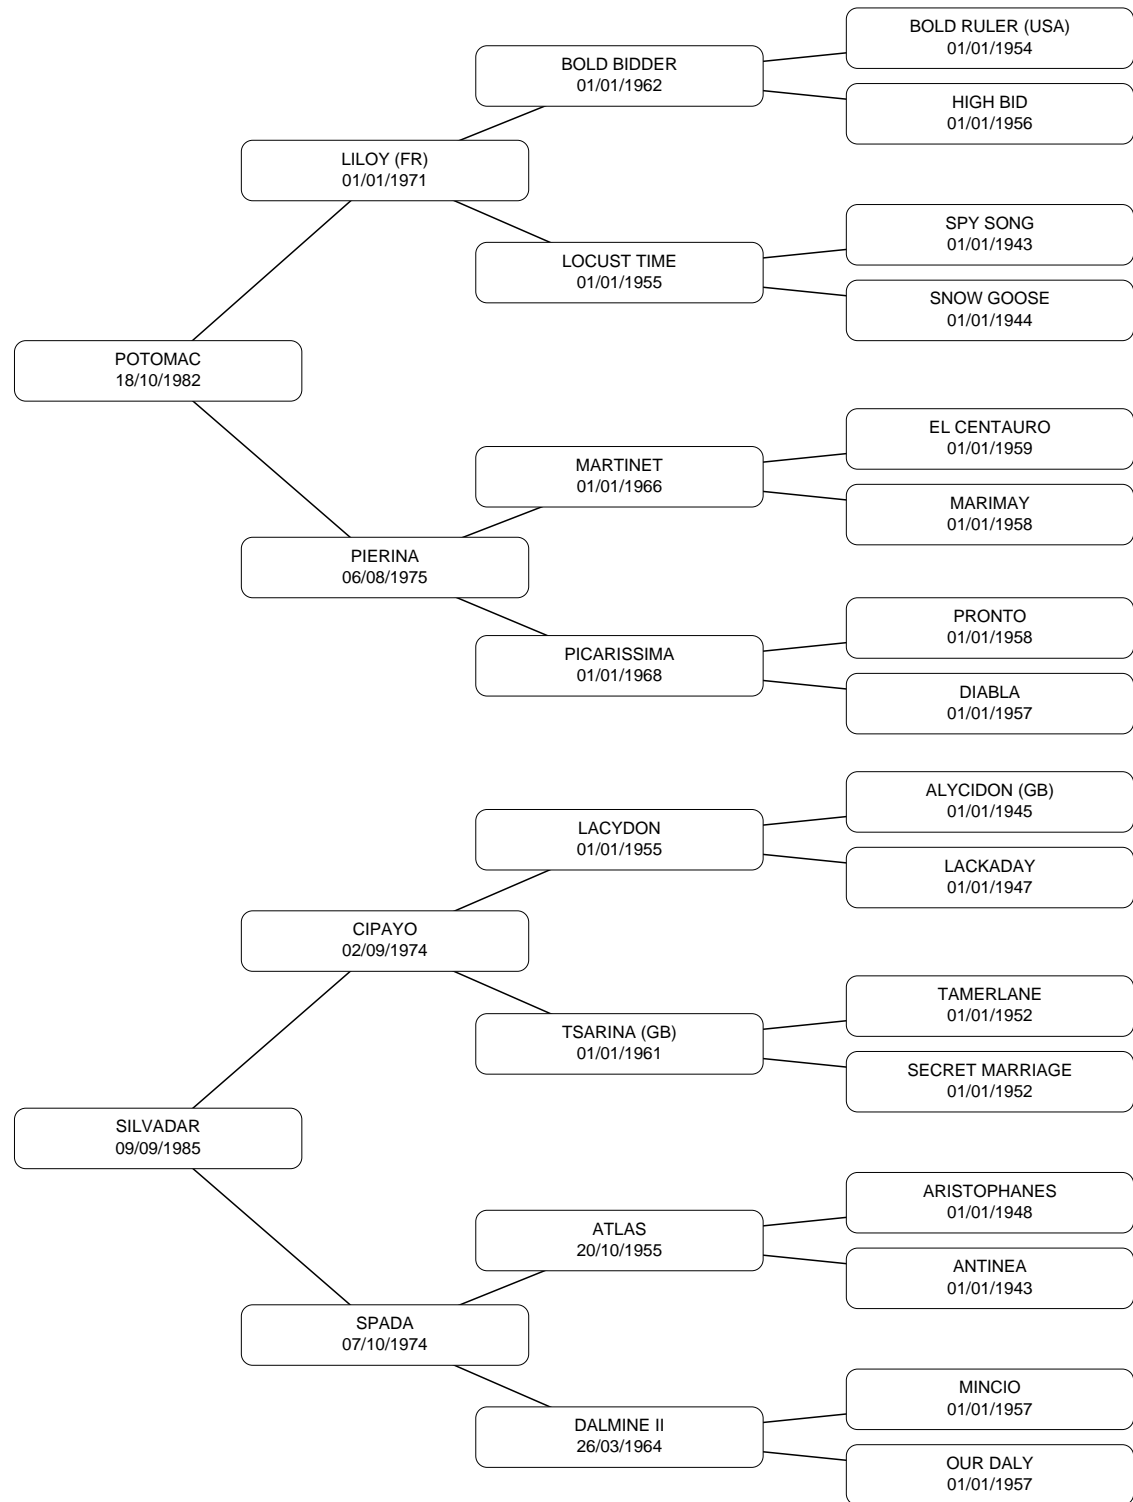 BOLD RULER (USA)
01/01/1954
BOLD BIDDER
01/01/1962
HIGH BID
01/01/1956
LILOY (FR)
01/01/1971
SPY SONG
01/01/1943
LOCUST TIME
01/01/1955
SNOW GOOSE
01/01/1944
POTOMAC
18/10/1982
EL CENTAURO
01/01/1959
MARTINET
01/01/1966
MARIMAY
01/01/1958
PIERINA
06/08/1975
PRONTO
01/01/1958
PICARISSIMA
01/01/1968
DIABLA
01/01/1957
ALYCIDON (GB)
01/01/1945
LACYDON
01/01/1955
LACKADAY
01/01/1947
CIPAYO
02/09/1974
TAMERLANE
01/01/1952
TSARINA (GB)
01/01/1961
SECRET MARRIAGE
01/01/1952
SILVADAR
09/09/1985
ARISTOPHANES
01/01/1948
ATLAS
20/10/1955
ANTINEA
01/01/1943
SPADA
07/10/1974
MINCIO
01/01/1957
DALMINE II
26/03/1964
OUR DALY
01/01/1957